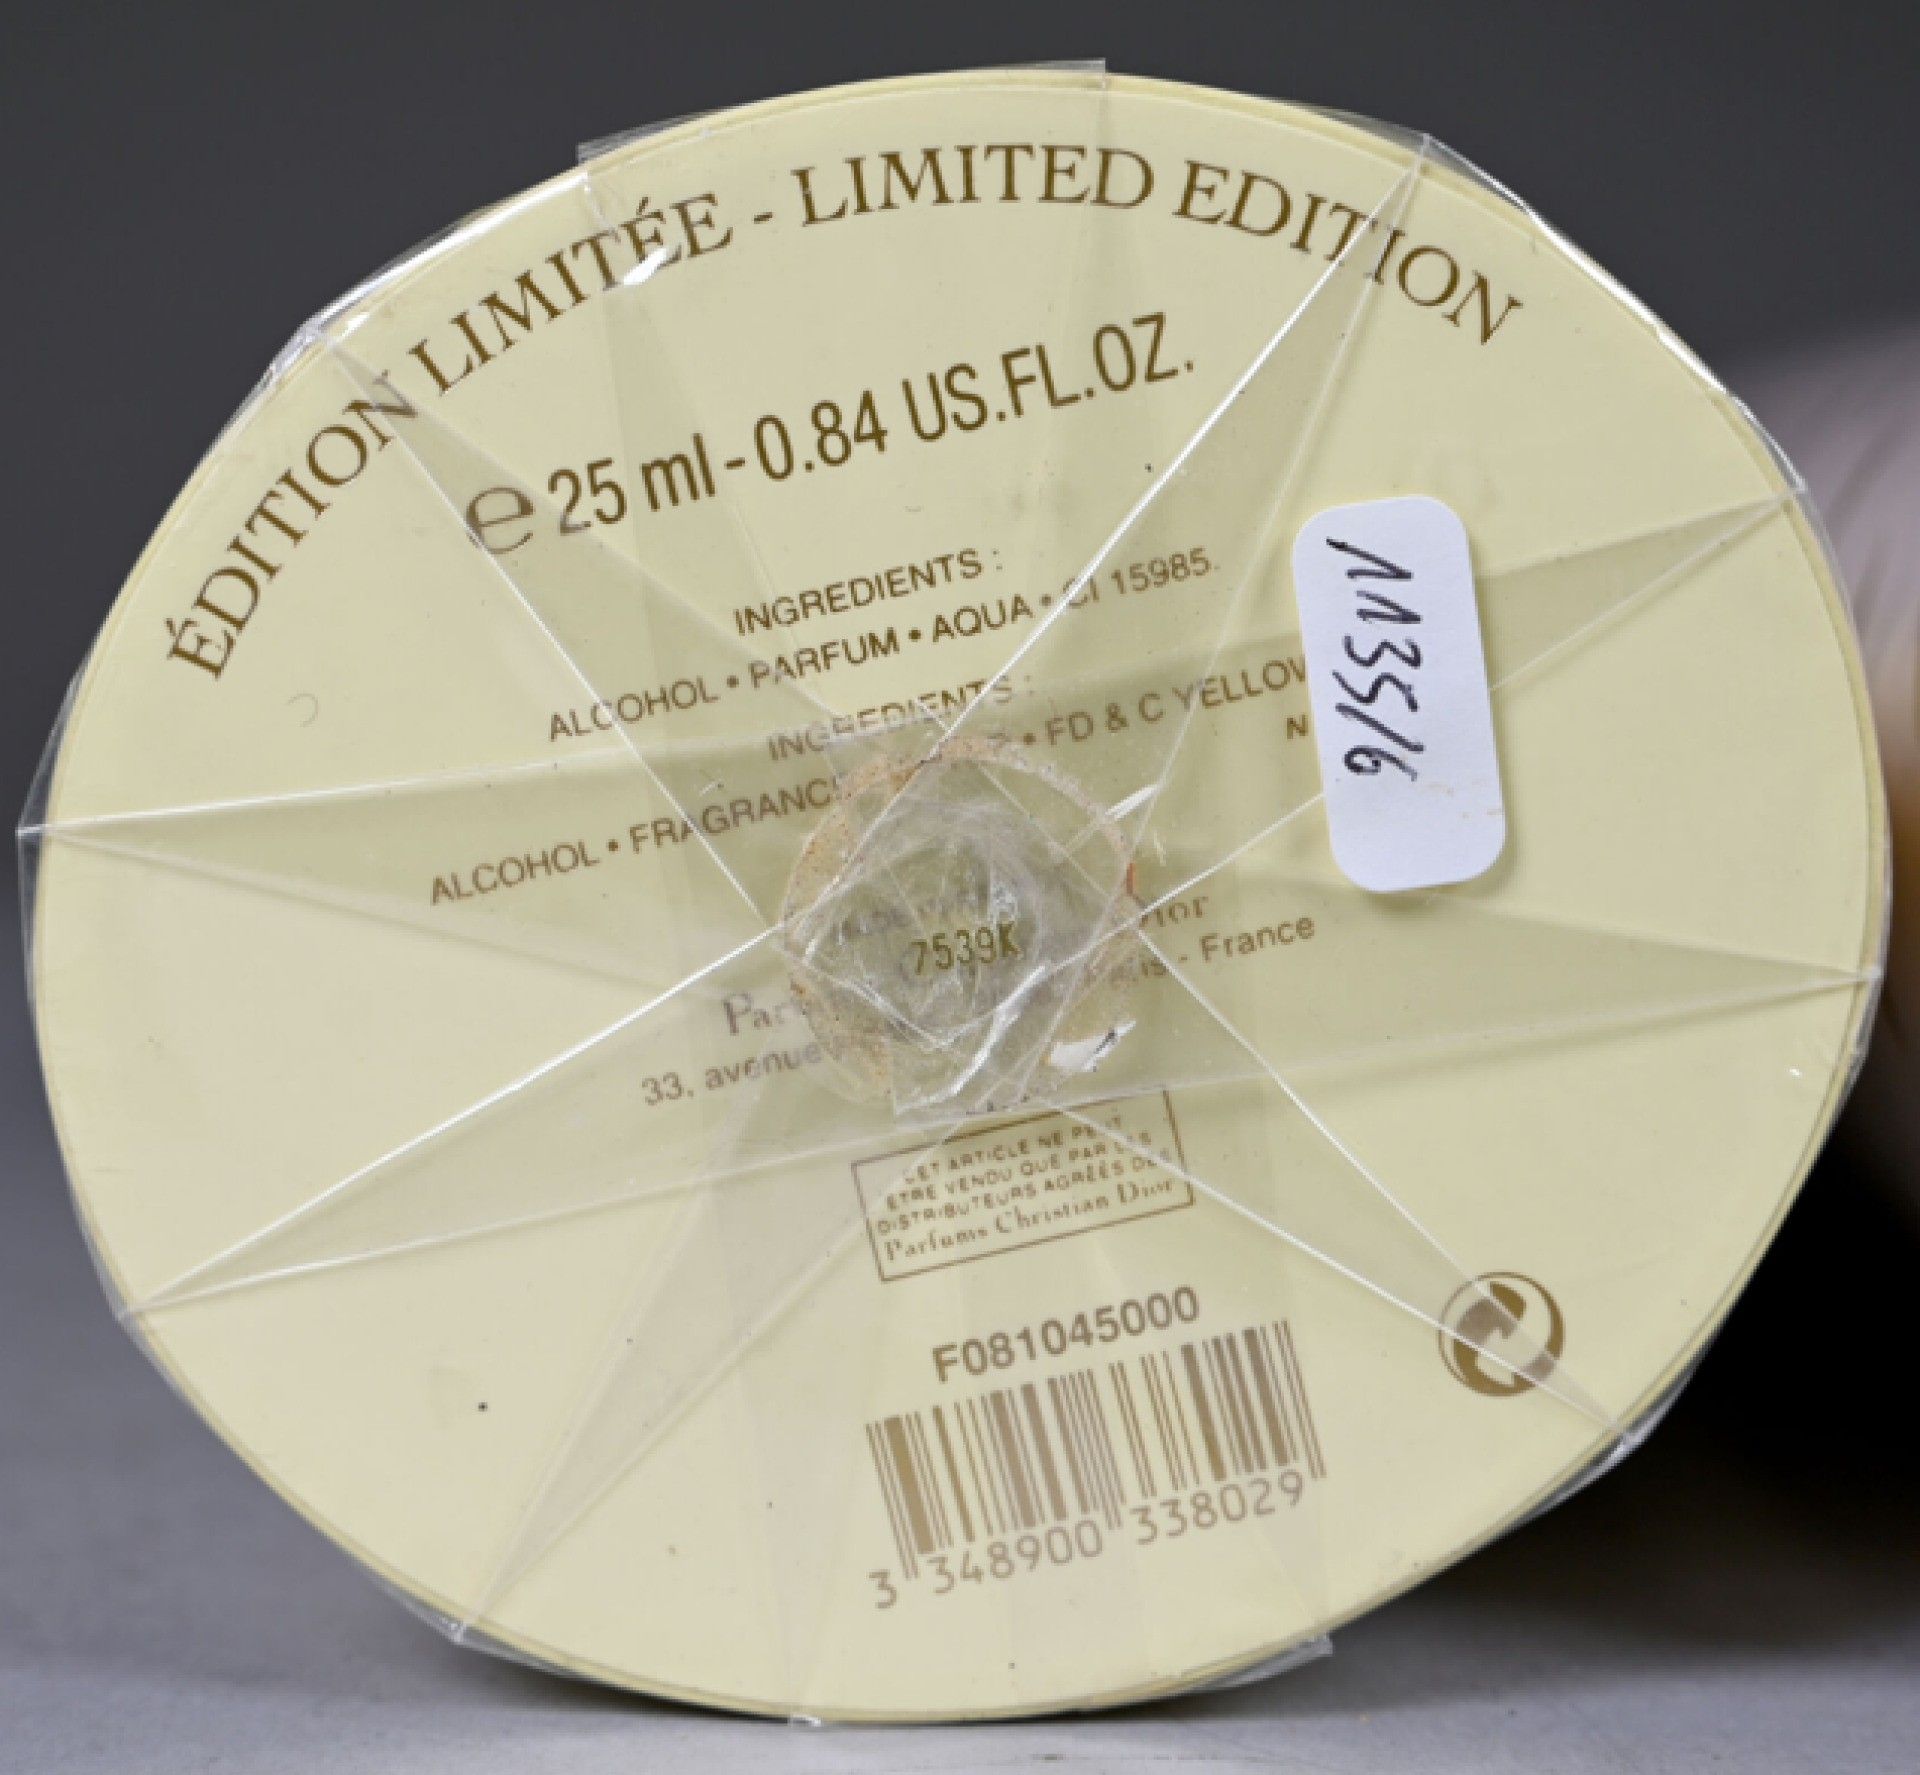 ÉDITION LIMITÉE - LIMITED EDITION
e 25 ml - 0.84 US.FL.OZ.
INGREDIENTS :
ALCOHOL • PARFUM • AQUA • CI 15985.
INGREDIENTS :
ALCOHOL • FRAGRANCE • FD & C YELLOW
N
7539K
Dior
33, avenue - France
CET ARTICLE NE PEUT
ETRE VENDU QUE PAR LES
DISTRIBUTEURS AGRÉÉS DES
Parfums Christian Dior
F081045000
3 348900 338029
1135/6